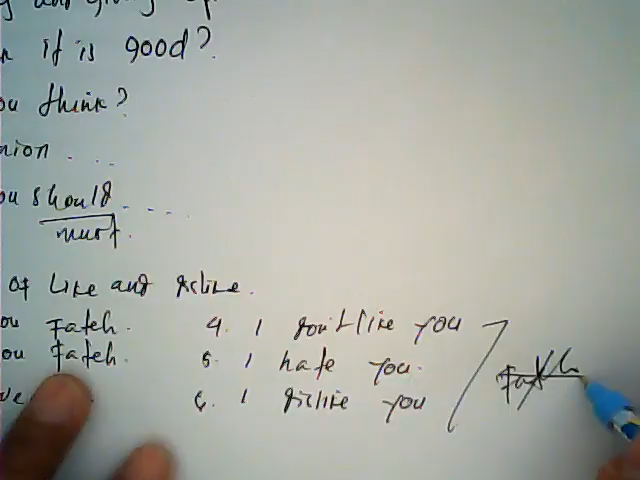 if is good?
ou think?
nion . . . .
ou should . . . .
must.
of Like and dislike.
ou Fateh. 4. I don't like you
ou Fateh. 5. I hate you.
ve 6. I dislike you